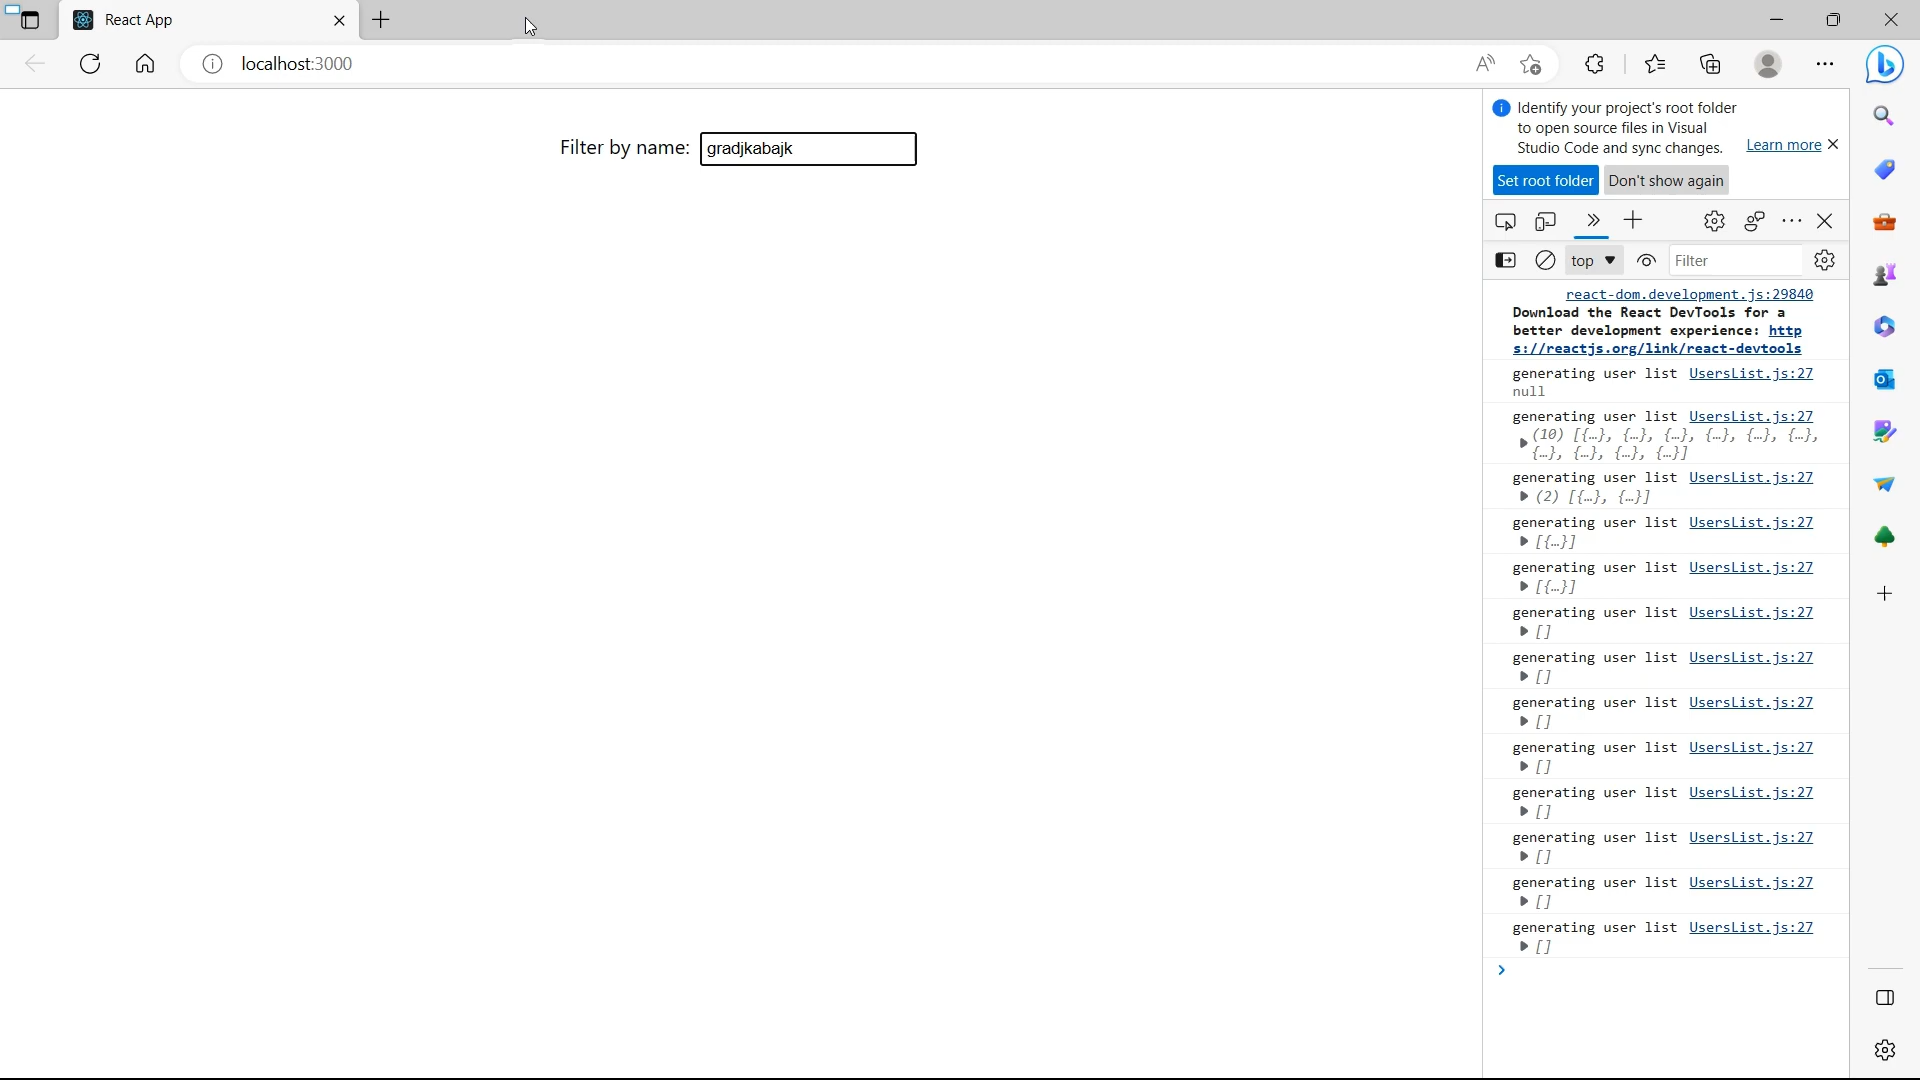 React App
localhost:3000
Filter by name: gradjkabajk
Identify your project's root folder
to open source files in Visual
Studio Code and sync changes.
Learn more
Set root folder
Don't show again
top
Filter
react-dom.development.js:29840
Download the React DevTools for a
better development experience: http
s://reactjs.org/link/react-devtools
generating user list UsersList.js:27
null
generating user list UsersList.js:27
(10) [{…}, {…}, {…}, {…}, {…}, {…},
{…}, {…}, {…}, {…}]
generating user list UsersList.js:27
(2) [{…}, {…}]
generating user list UsersList.js:27
[{…}]
generating user list UsersList.js:27
[{…}]
generating user list UsersList.js:27
[]
generating user list UsersList.js:27
[]
generating user list UsersList.js:27
[]
generating user list UsersList.js:27
[]
generating user list UsersList.js:27
[]
generating user list UsersList.js:27
[]
generating user list UsersList.js:27
[]
generating user list UsersList.js:27
[]